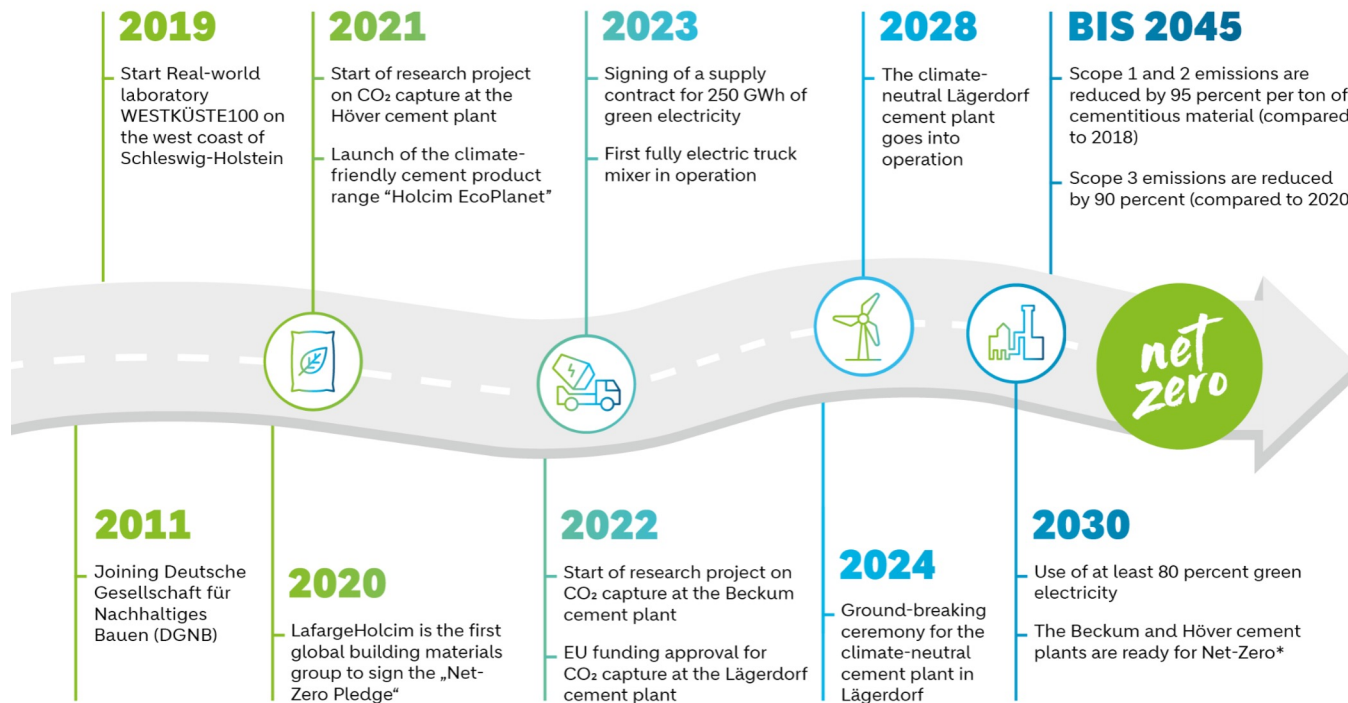 2019
Start Real-world
laboratory
WESTKÜSTE100 on
the west coast of
Schleswig-Holstein
2021
Start of research project
on CO₂ capture at the
Höver cement plant
Launch of the climate-
friendly cement product
range “Holcim EcoPlanet”
2023
Signing of a supply
contract for 250 GWh of
green electricity
First fully electric truck
mixer in operation
2028
The climate-
neutral Lägerdorf
cement plant
goes into
operation
BIS 2045
Scope 1 and 2 emissions are
reduced by 95 percent per ton of
cementitious material (compared
to 2018)
Scope 3 emissions are reduced
by 90 percent (compared to 2020
net
zero
2011
Joining Deutsche
Gesellschaft für
Nachhaltiges
Bauen (DGNB)
2020
LafargeHolcim is the first
global building materials
group to sign the „Net-
Zero Pledge“
2022
Start of research project on
CO₂ capture at the Beckum
cement plant
EU funding approval for
CO₂ capture at the Lägerdorf
cement plant
2024
Ground-breaking
ceremony for the
climate-neutral
cement plant in
Lägerdorf
2030
Use of at least 80 percent green
electricity
The Beckum and Höver cement
plants are ready for Net-Zero*